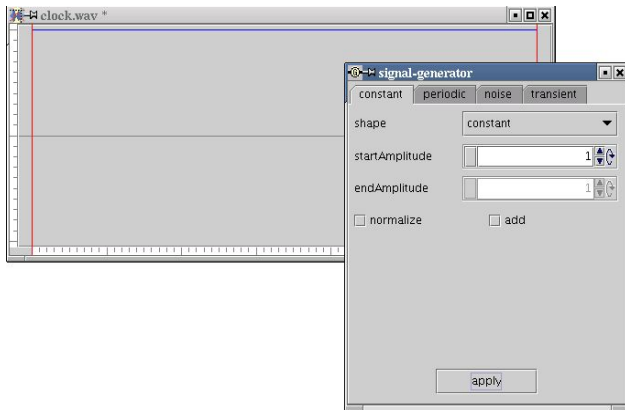 clock.wav *
signal-generator
constant periodic noise transient
shape constant
startAmplitude 1
endAmplitude 1
normalize add
apply